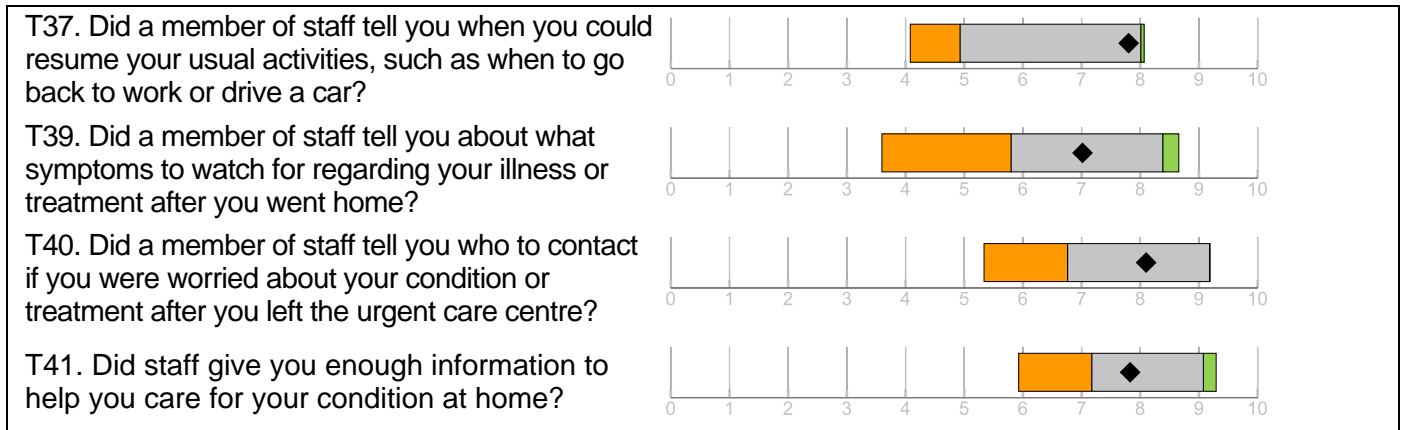 T37. Did a member of staff tell you when you could
resume your usual activities, such as when to go
back to work or drive a car?
0 1 2 3 4 5 6 7 8 9 10
T39. Did a member of staff tell you about what
symptoms to watch for regarding your illness or
treatment after you went home?
0 1 2 3 4 5 6 7 8 9 10
T40. Did a member of staff tell you who to contact
if you were worried about your condition or
treatment after you left the urgent care centre?
0 1 2 3 4 5 6 7 8 9 10
T41. Did staff give you enough information to
help you care for your condition at home?
0 1 2 3 4 5 6 7 8 9 10